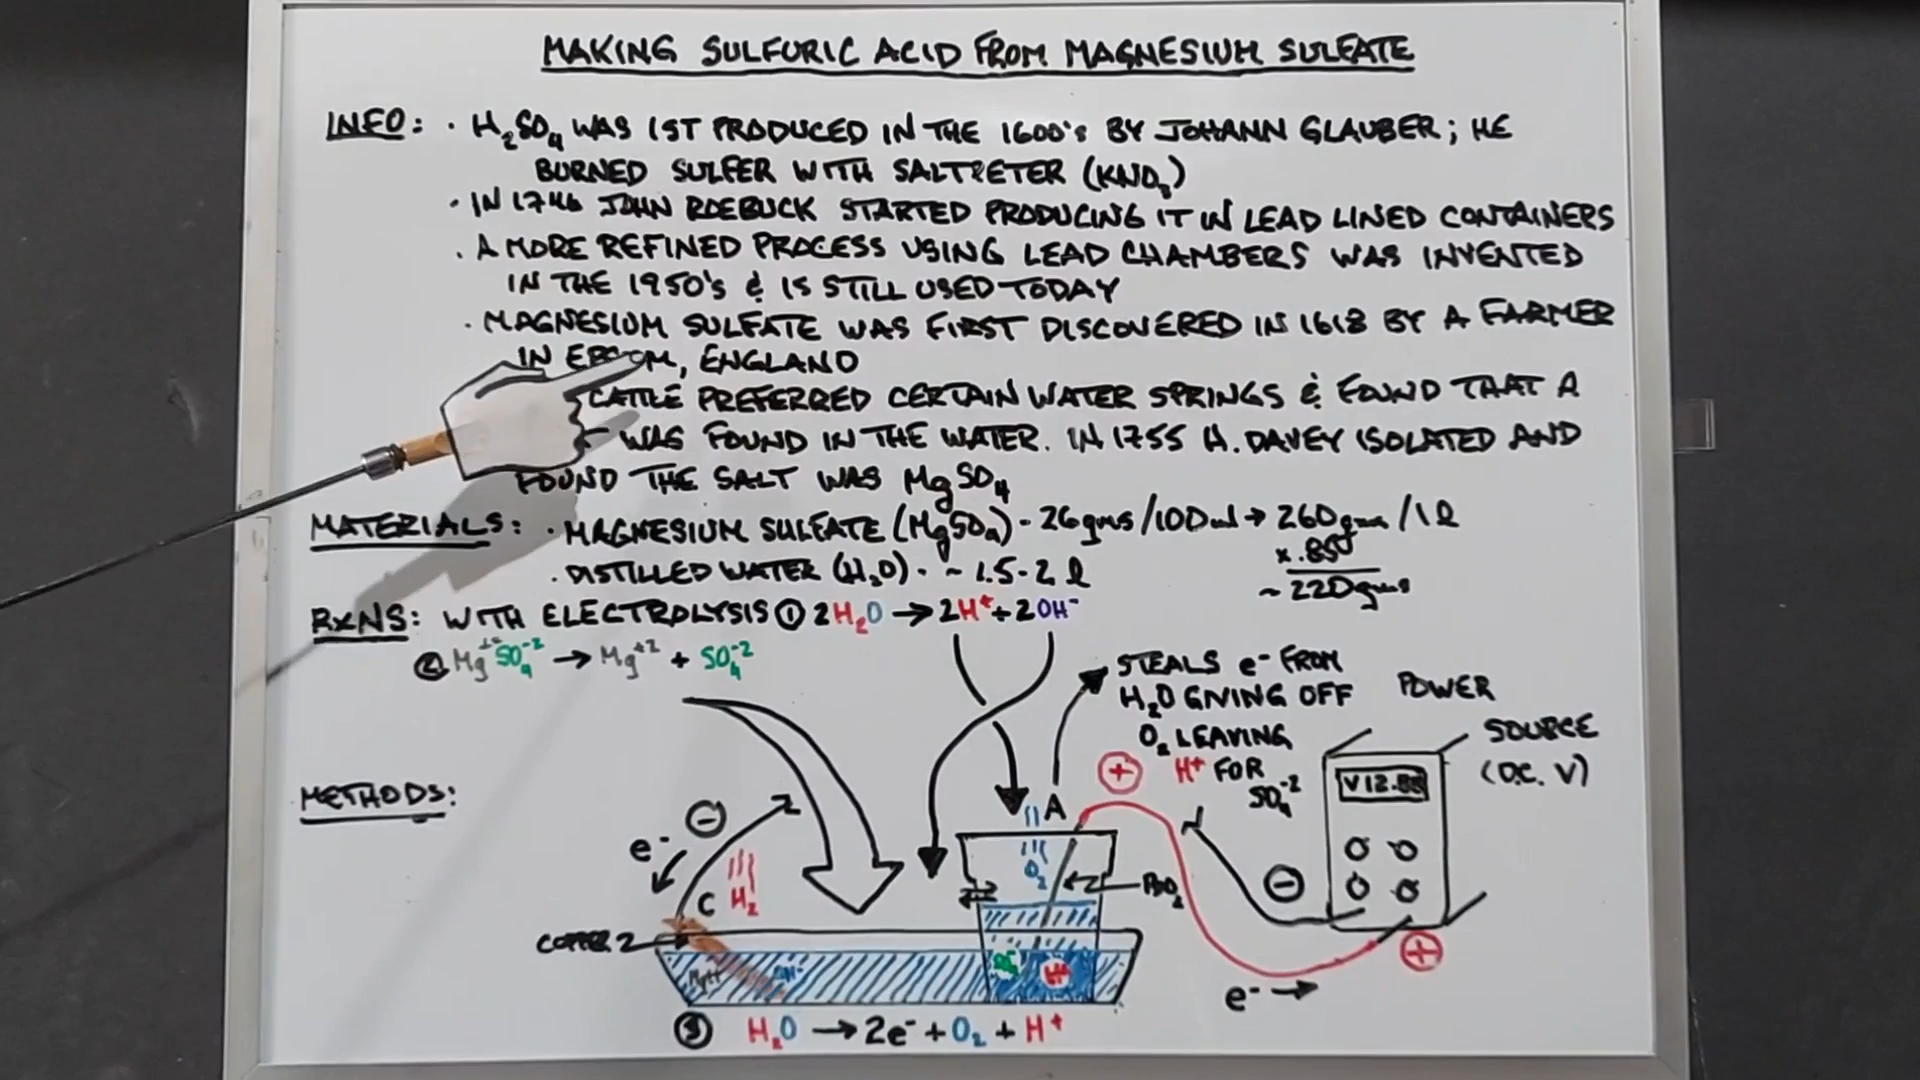 MAKING SULFURIC ACID FROM MAGNESIUM SULFATE
INFO: · H₂SO₄ WAS 1ST PRODUCED IN THE 1600's BY JOHANN GLAUBER; HE
BURNED SULFER WITH SALTPETER (KNO₃)
· IN 1746 JOHN ROEBUCK STARTED PRODUCING IT IN LEAD LINED CONTAINERS
· A MORE REFINED PROCESS USING LEAD CHAMBERS WAS INVENTED
IN THE 1950'S & IS STILL USED TODAY
· MAGNESIUM SULFATE WAS FIRST DISCOVERED IN 1618 BY A FARMER
IN EPSOM, ENGLAND
CATTLE PREFERRED CERTAIN WATER SPRINGS & FOUND THAT A
WAS FOUND IN THE WATER. IN 1755 H. DAVEY ISOLATED AND
FOUND THE SALT WAS MgSO₄
MATERIALS: · MAGNESIUM SULFATE (MgSO₄) - 26gms/100ml → 260gms/1l
x .85
~220gms
· DISTILLED WATER (H₂O) · ~1.5-2 l
RXNS: WITH ELECTROLYSIS ① 2H₂O → 2H⁺ + 2OH⁻
② Mg⁺²SO₄⁻² → Mg⁺² + SO₄⁻²
STEALS e⁻ FROM
H₂O GIVING OFF
O₂ LEAVING
H⁺ FOR
SO₄⁻²
POWER
SOURCE
(D.C. V)
METHODS:
V12.
e⁻
H₂
C
A
O₂
PbO₂
COPPER
OH⁻
H⁺
e⁻ →
③ H₂O → 2e⁻ + O₂ + H⁺